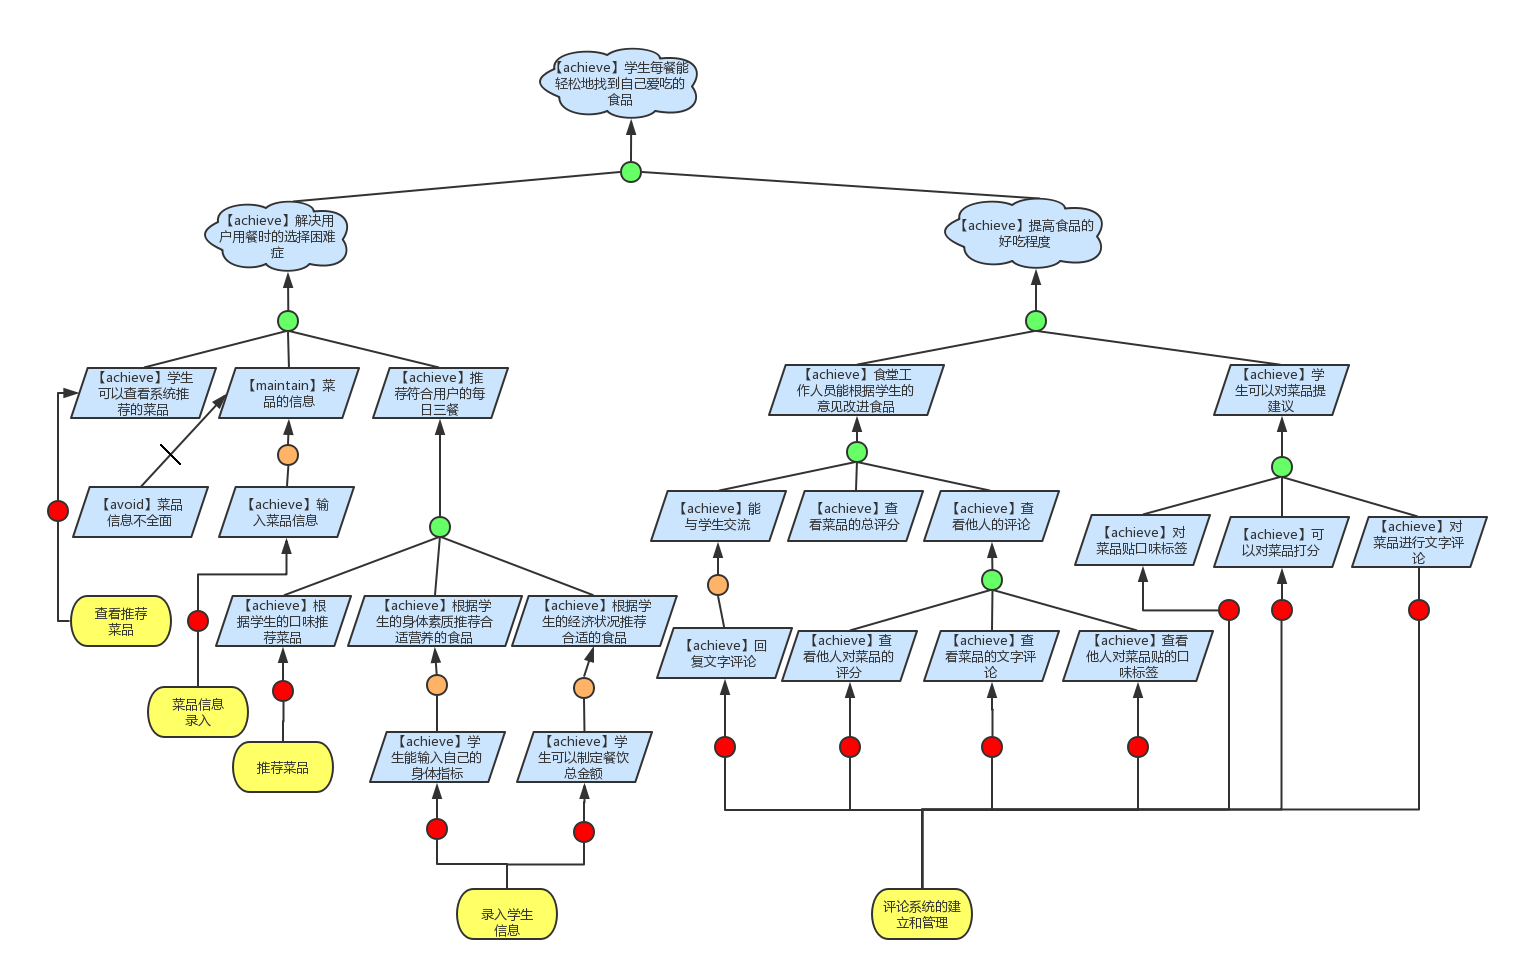 【achieve】学生每餐能
轻松地找到自己爱吃的
食品
【achieve】解决用
户用餐时的选择困难
症
【achieve】提高食品的
好吃程度
【achieve】学生
可以查看系统推
荐的菜品
【maintain】菜
品的信息
【achieve】推
荐符合用户的每
日三餐
【achieve】食堂工
作人员能根据学生的
意见改进食品
【achieve】学
生可以对菜品提
建议
【avoid】菜品
信息不全面
【achieve】输
入菜品信息
【achieve】能
与学生交流
【achieve】查
看菜品的总评分
【achieve】查
看他人的评论
【achieve】对
菜品贴口味标签
【achieve】可
以对菜品打分
【achieve】对
菜品进行文字评
论
查看推荐
菜品
【achieve】根
据学生的口味推
荐菜品
【achieve】根据学
生的身体素质推荐合
适营养的食品
【achieve】根据学
生的经济状况推荐
合适的食品
【achieve】回
复文字评论
【achieve】查
看他人对菜品的
评分
【achieve】查
看菜品的文字评
论
【achieve】查看
他人对菜品贴的口
味标签
菜品信息
录入
推荐菜品
【achieve】学
生能输入自己的
身体指标
【achieve】学
生可以制定餐饮
总金额
录入学生
信息
评论系统的建
立和管理